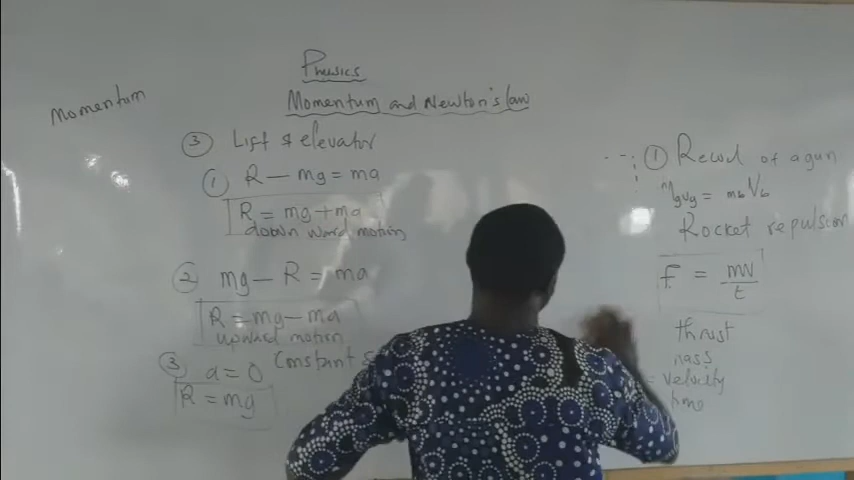 Physics
Momentum and Newton's law
Momentum
③ Lift & elevator
① R — mg = ma
R = mg + ma
down ward motion
② mg — R = ma
R = mg — ma
upward motion
③ a = 0 Constant
R = mg
① Recoil of a gun
MgVg = mbVb
Rocket repulsion
F = mV/t
thrust
mass
= velocity
time